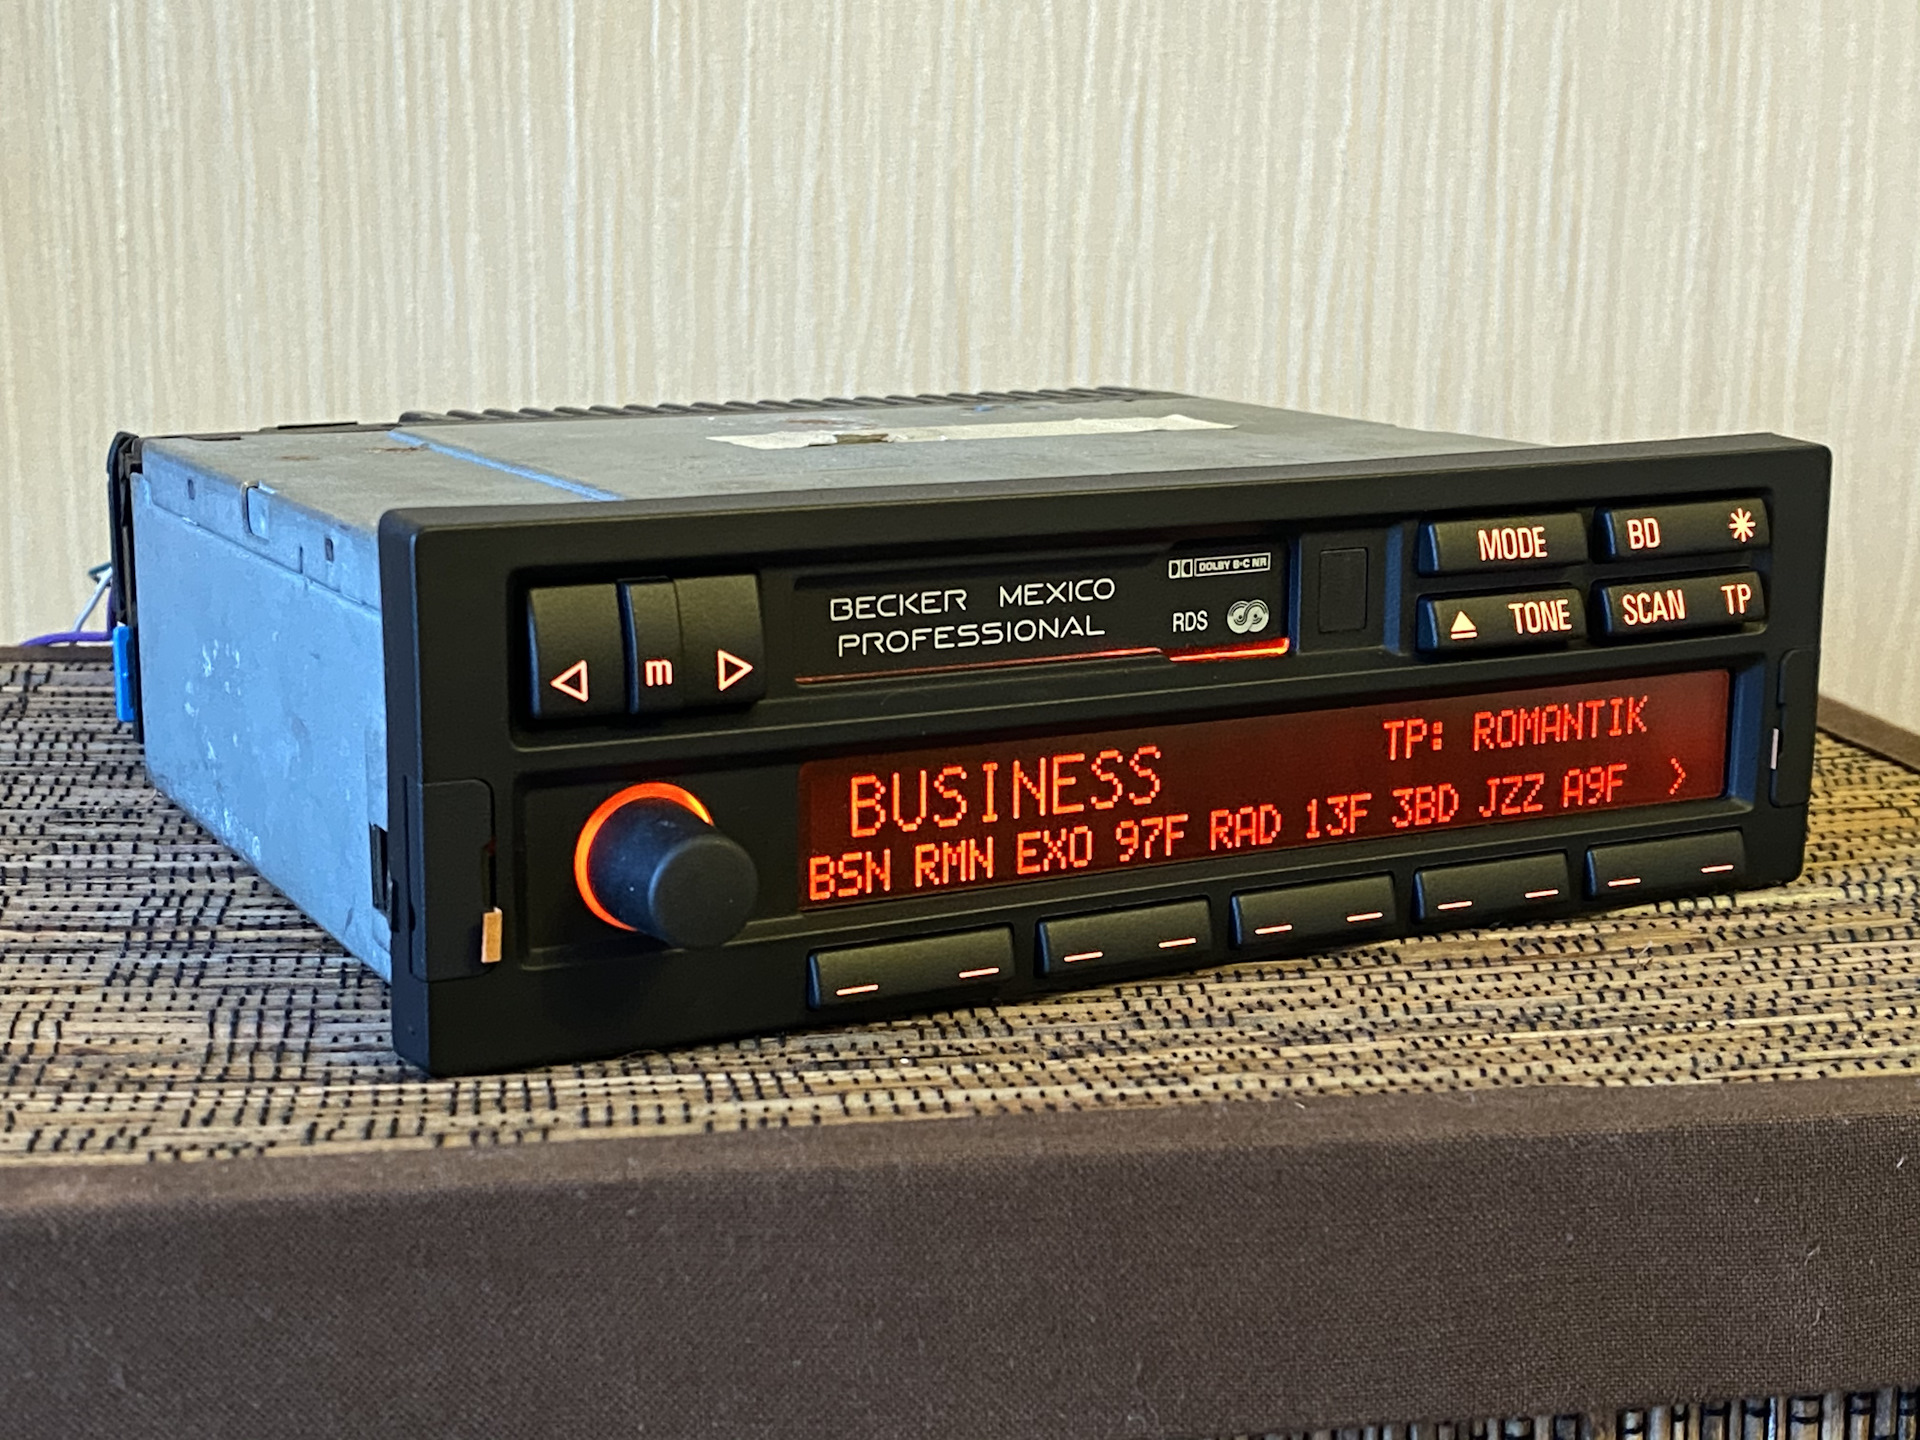 BECKER MEXICO
PROFESSIONAL
DOLBY B·C NR
RDS
MODE
BD
TONE
SCAN TP
m
TP: ROMANTIK
BUSINESS
BSN RMN EXO 97F RAD 13F 3BD JZZ A9F >